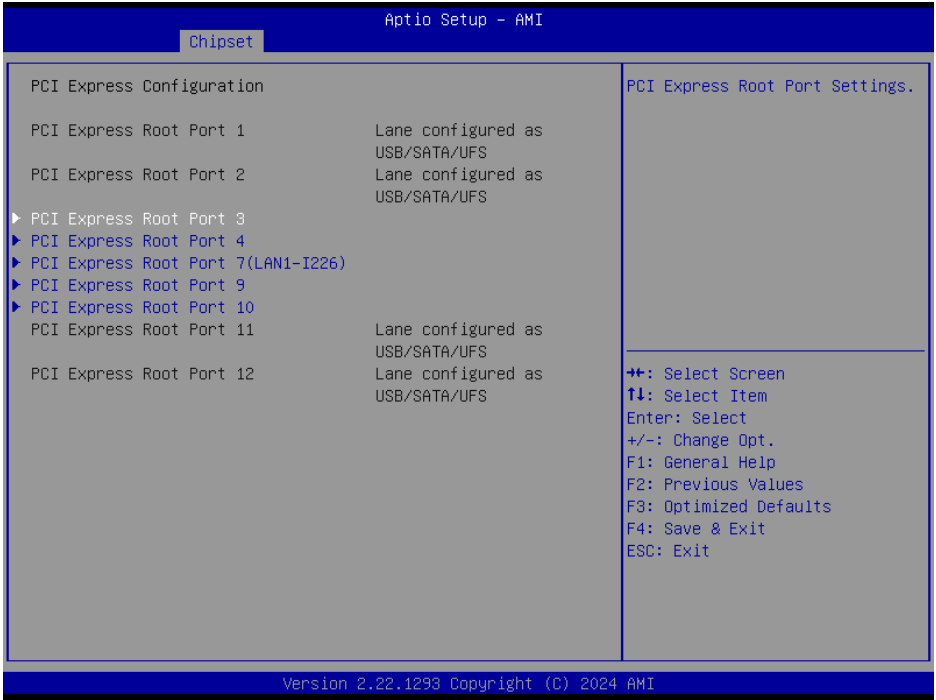 Aptio Setup - AMI
Chipset
PCI Express Configuration
PCI Express Root Port Settings.
PCI Express Root Port 1 Lane configured as
USB/SATA/UFS
PCI Express Root Port 2 Lane configured as
USB/SATA/UFS
PCI Express Root Port 3
PCI Express Root Port 4
PCI Express Root Port 7(LAN1-I226)
PCI Express Root Port 9
PCI Express Root Port 10
PCI Express Root Port 11 Lane configured as
USB/SATA/UFS
PCI Express Root Port 12 Lane configured as
USB/SATA/UFS
→←: Select Screen
↑↓: Select Item
Enter: Select
+/-: Change Opt.
F1: General Help
F2: Previous Values
F3: Optimized Defaults
F4: Save & Exit
ESC: Exit
Version 2.22.1293 Copyright (C) 2024 AMI